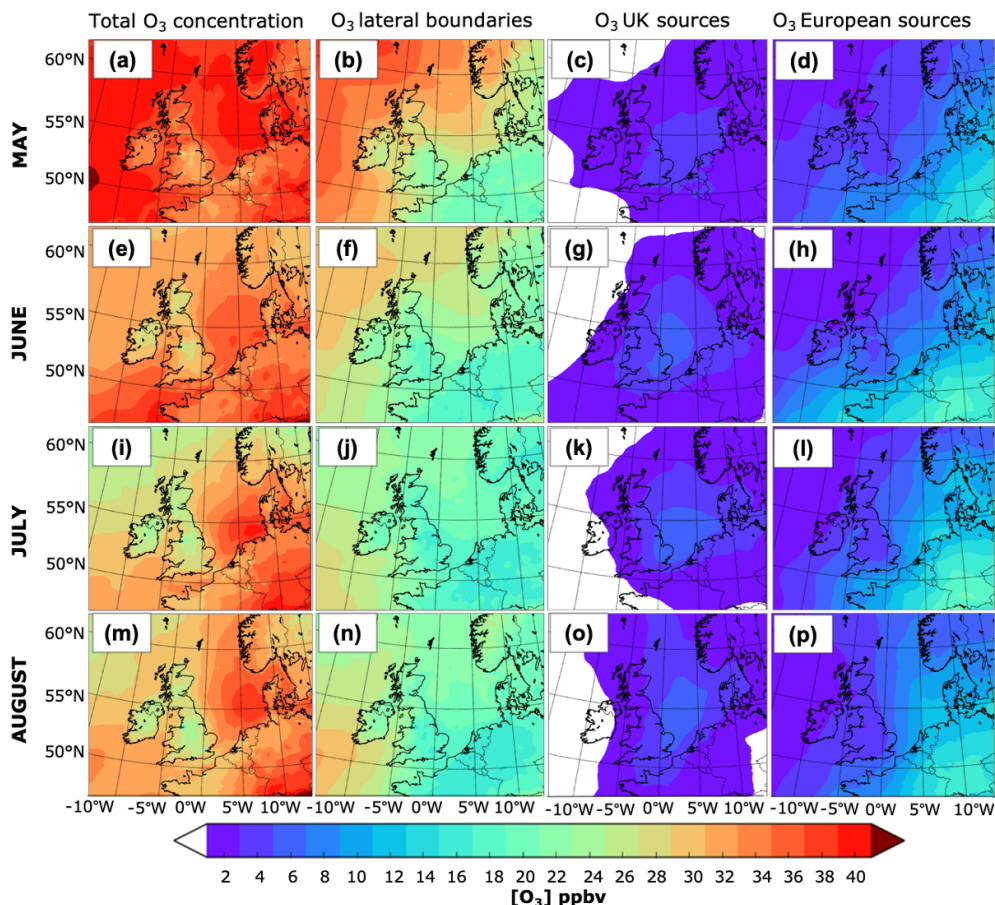 Total O₃ concentration O₃ lateral boundaries O₃ UK sources O₃ European sources
MAY
60°N
55°N
50°N
(a) (b) (c) (d)
JUNE
60°N
55°N
50°N
(e) (f) (g) (h)
JULY
60°N
55°N
50°N
(i) (j) (k) (l)
AUGUST
60°N
55°N
50°N
(m) (n) (o) (p)
-10°W -5°W 0°W 5°W 10°W -10°W -5°W 0°W 5°W 10°W -10°W -5°W 0°W 5°W 10°W -10°W -5°W 0°W 5°W 10°W
2 4 6 8 10 12 14 16 18 20 22 24 26 28 30 32 34 36 38 40
[O₃] ppbv